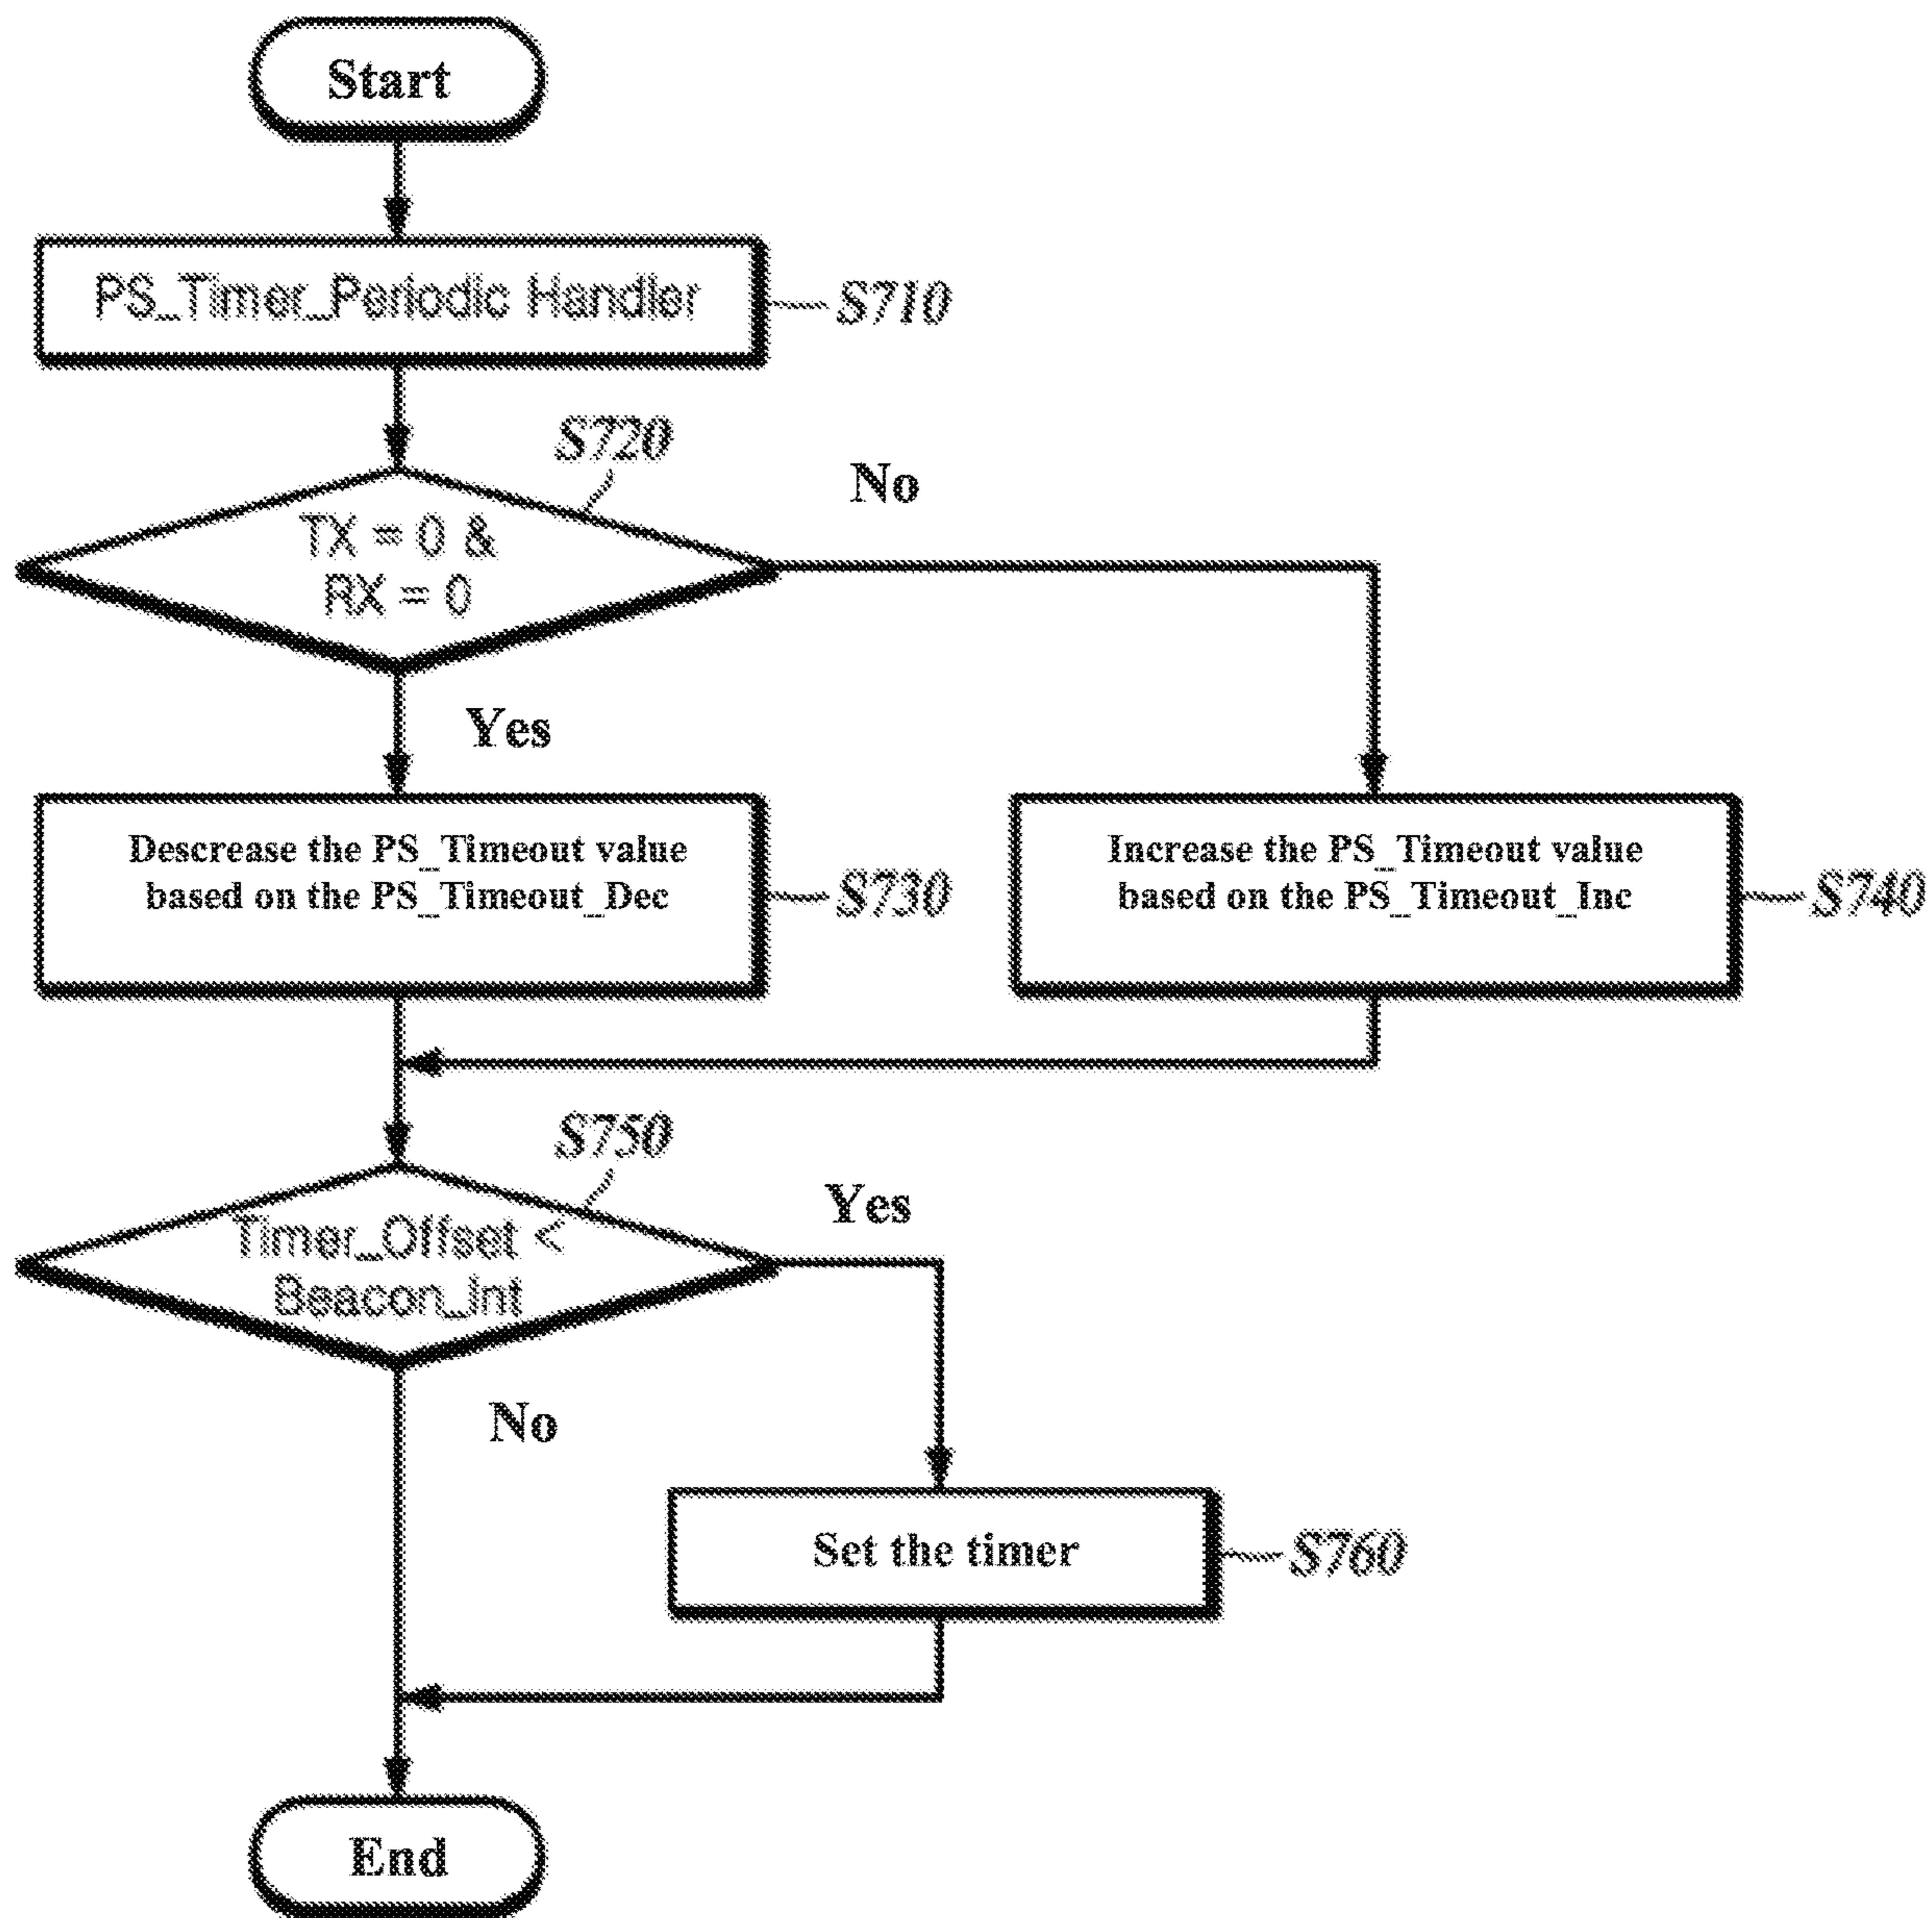 Start
PS_Timer_Periodic Handler
S710
S720
No
TX = 0 &
RX = 0
Yes
Descrease the PS_Timeout value
based on the PS_Timeout_Dec
S730
Increase the PS_Timeout value
based on the PS_Timeout_Inc
S740
S750
Yes
Timer_Offset <
Beacon_Int
No
Set the timer
S760
End